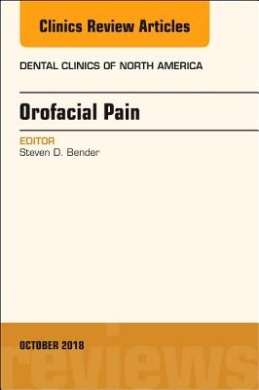 Clinics Review Articles
DENTAL CLINICS OF NORTH AMERICA
Orofacial Pain
EDITOR
Steven D. Bender
OCTOBER 2018
reviews